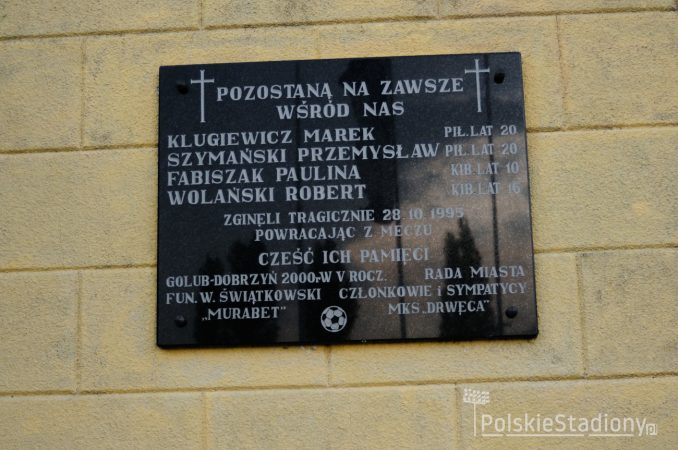 POZOSTANĄ NA ZAWSZE
WŚRÓD NAS
KLUGIEWICZ MAREK PIŁ. LAT 20
SZYMAŃSKI PRZEMYSŁAW PIŁ. LAT 20
FABISZAK PAULINA KIB. LAT 10
WOLAŃSKI ROBERT KIB. LAT 16
ZGINĘLI TRAGICZNIE 28.10.1995
POWRACAJĄC Z MECZU
CZEŚĆ ICH PAMIĘCI
GOLUB-DOBRZYŃ 2000r. W V ROCZ. RADA MIASTA
FUN. W. ŚWIĄTKOWSKI CZŁONKOWIE i SYMPATYCY
„MURABET" MKS „DRWĘCA"
PolskieStadiony.pl